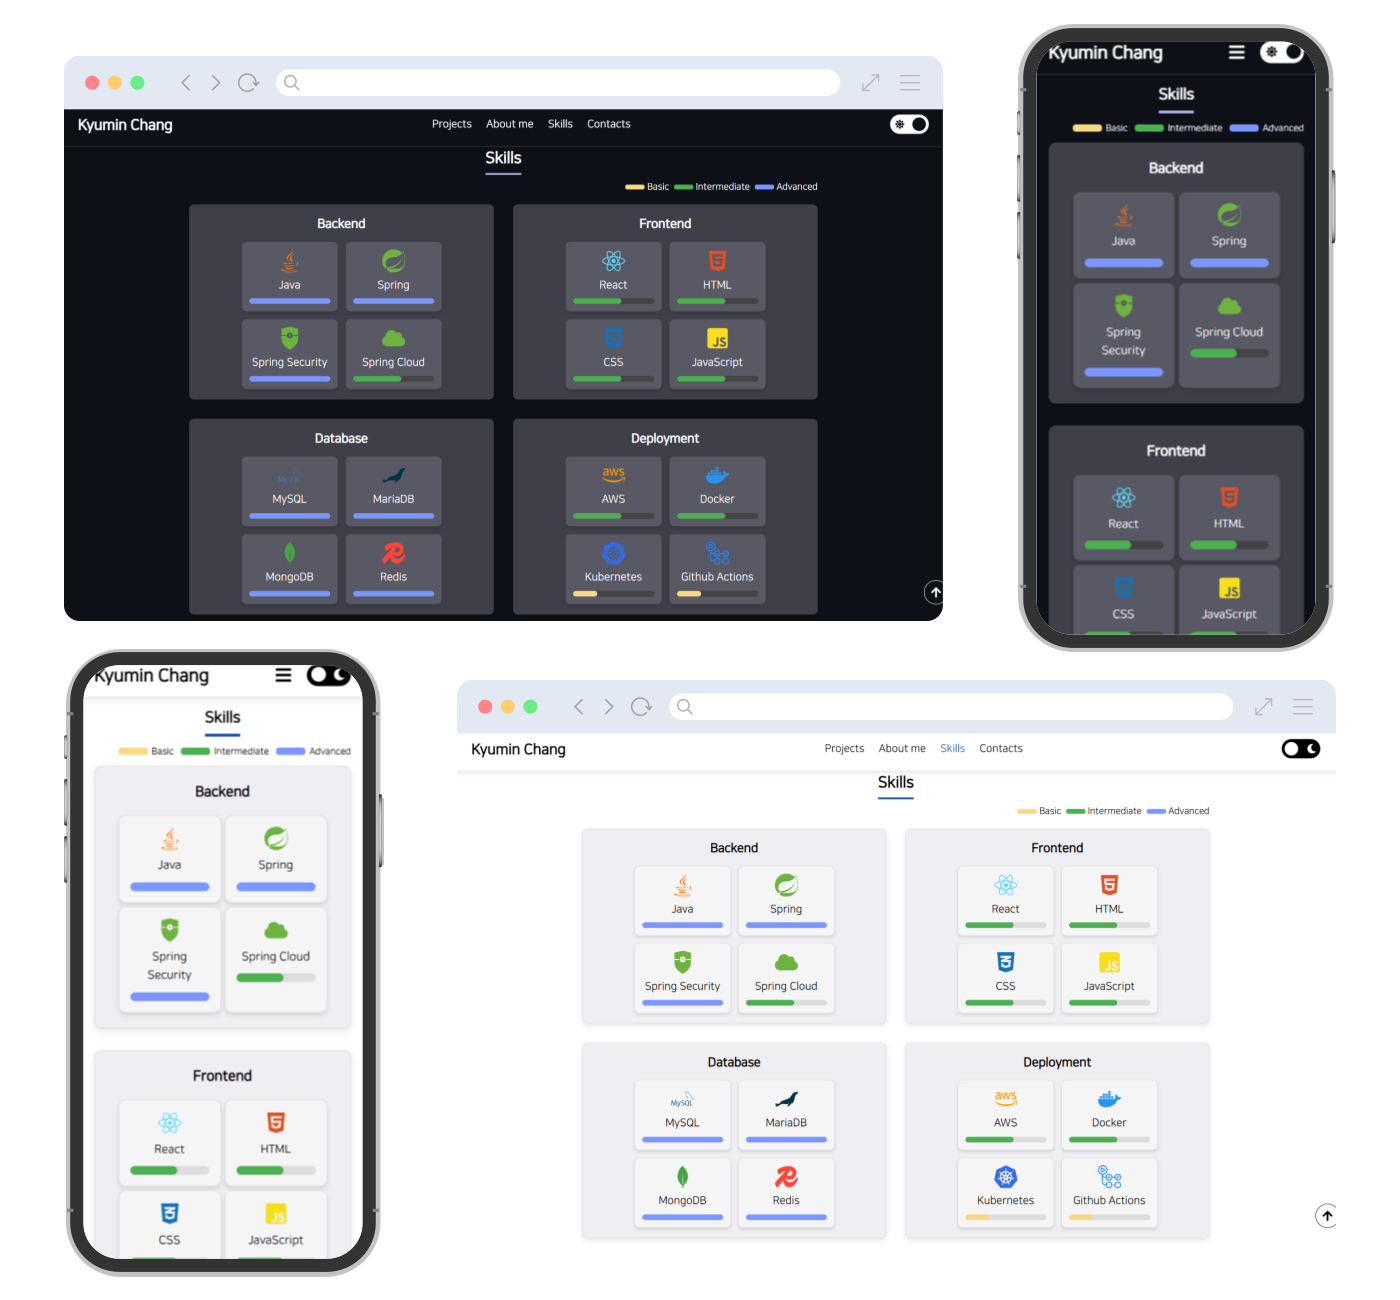 Kyumin Chang
Projects About me Skills Contacts
Skills
Basic Intermediate Advanced
Backend
Java Spring
Spring Security Spring Cloud
Frontend
React HTML
CSS JavaScript
JS
Database
MySQL MariaDB
MongoDB Redis
Deployment
aws
AWS Docker
Kubernetes Github Actions
Kyumin Chang
Skills
Basic Intermediate Advanced
Backend
Java Spring
Spring Spring Cloud
Security
Frontend
React HTML
JS
CSS JavaScript
Kyumin Chang
Skills
Basic Intermediate Advanced
Backend
Java Spring
Spring Spring Cloud
Security
Frontend
React HTML
JS
CSS JavaScript
Kyumin Chang
Projects About me Skills Contacts
Skills
Basic Intermediate Advanced
Backend
Java Spring
Spring Security Spring Cloud
Frontend
React HTML
JS
CSS JavaScript
Database
MySQL
MySQL MariaDB
MongoDB Redis
Deployment
aws
AWS Docker
Kubernetes Github Actions